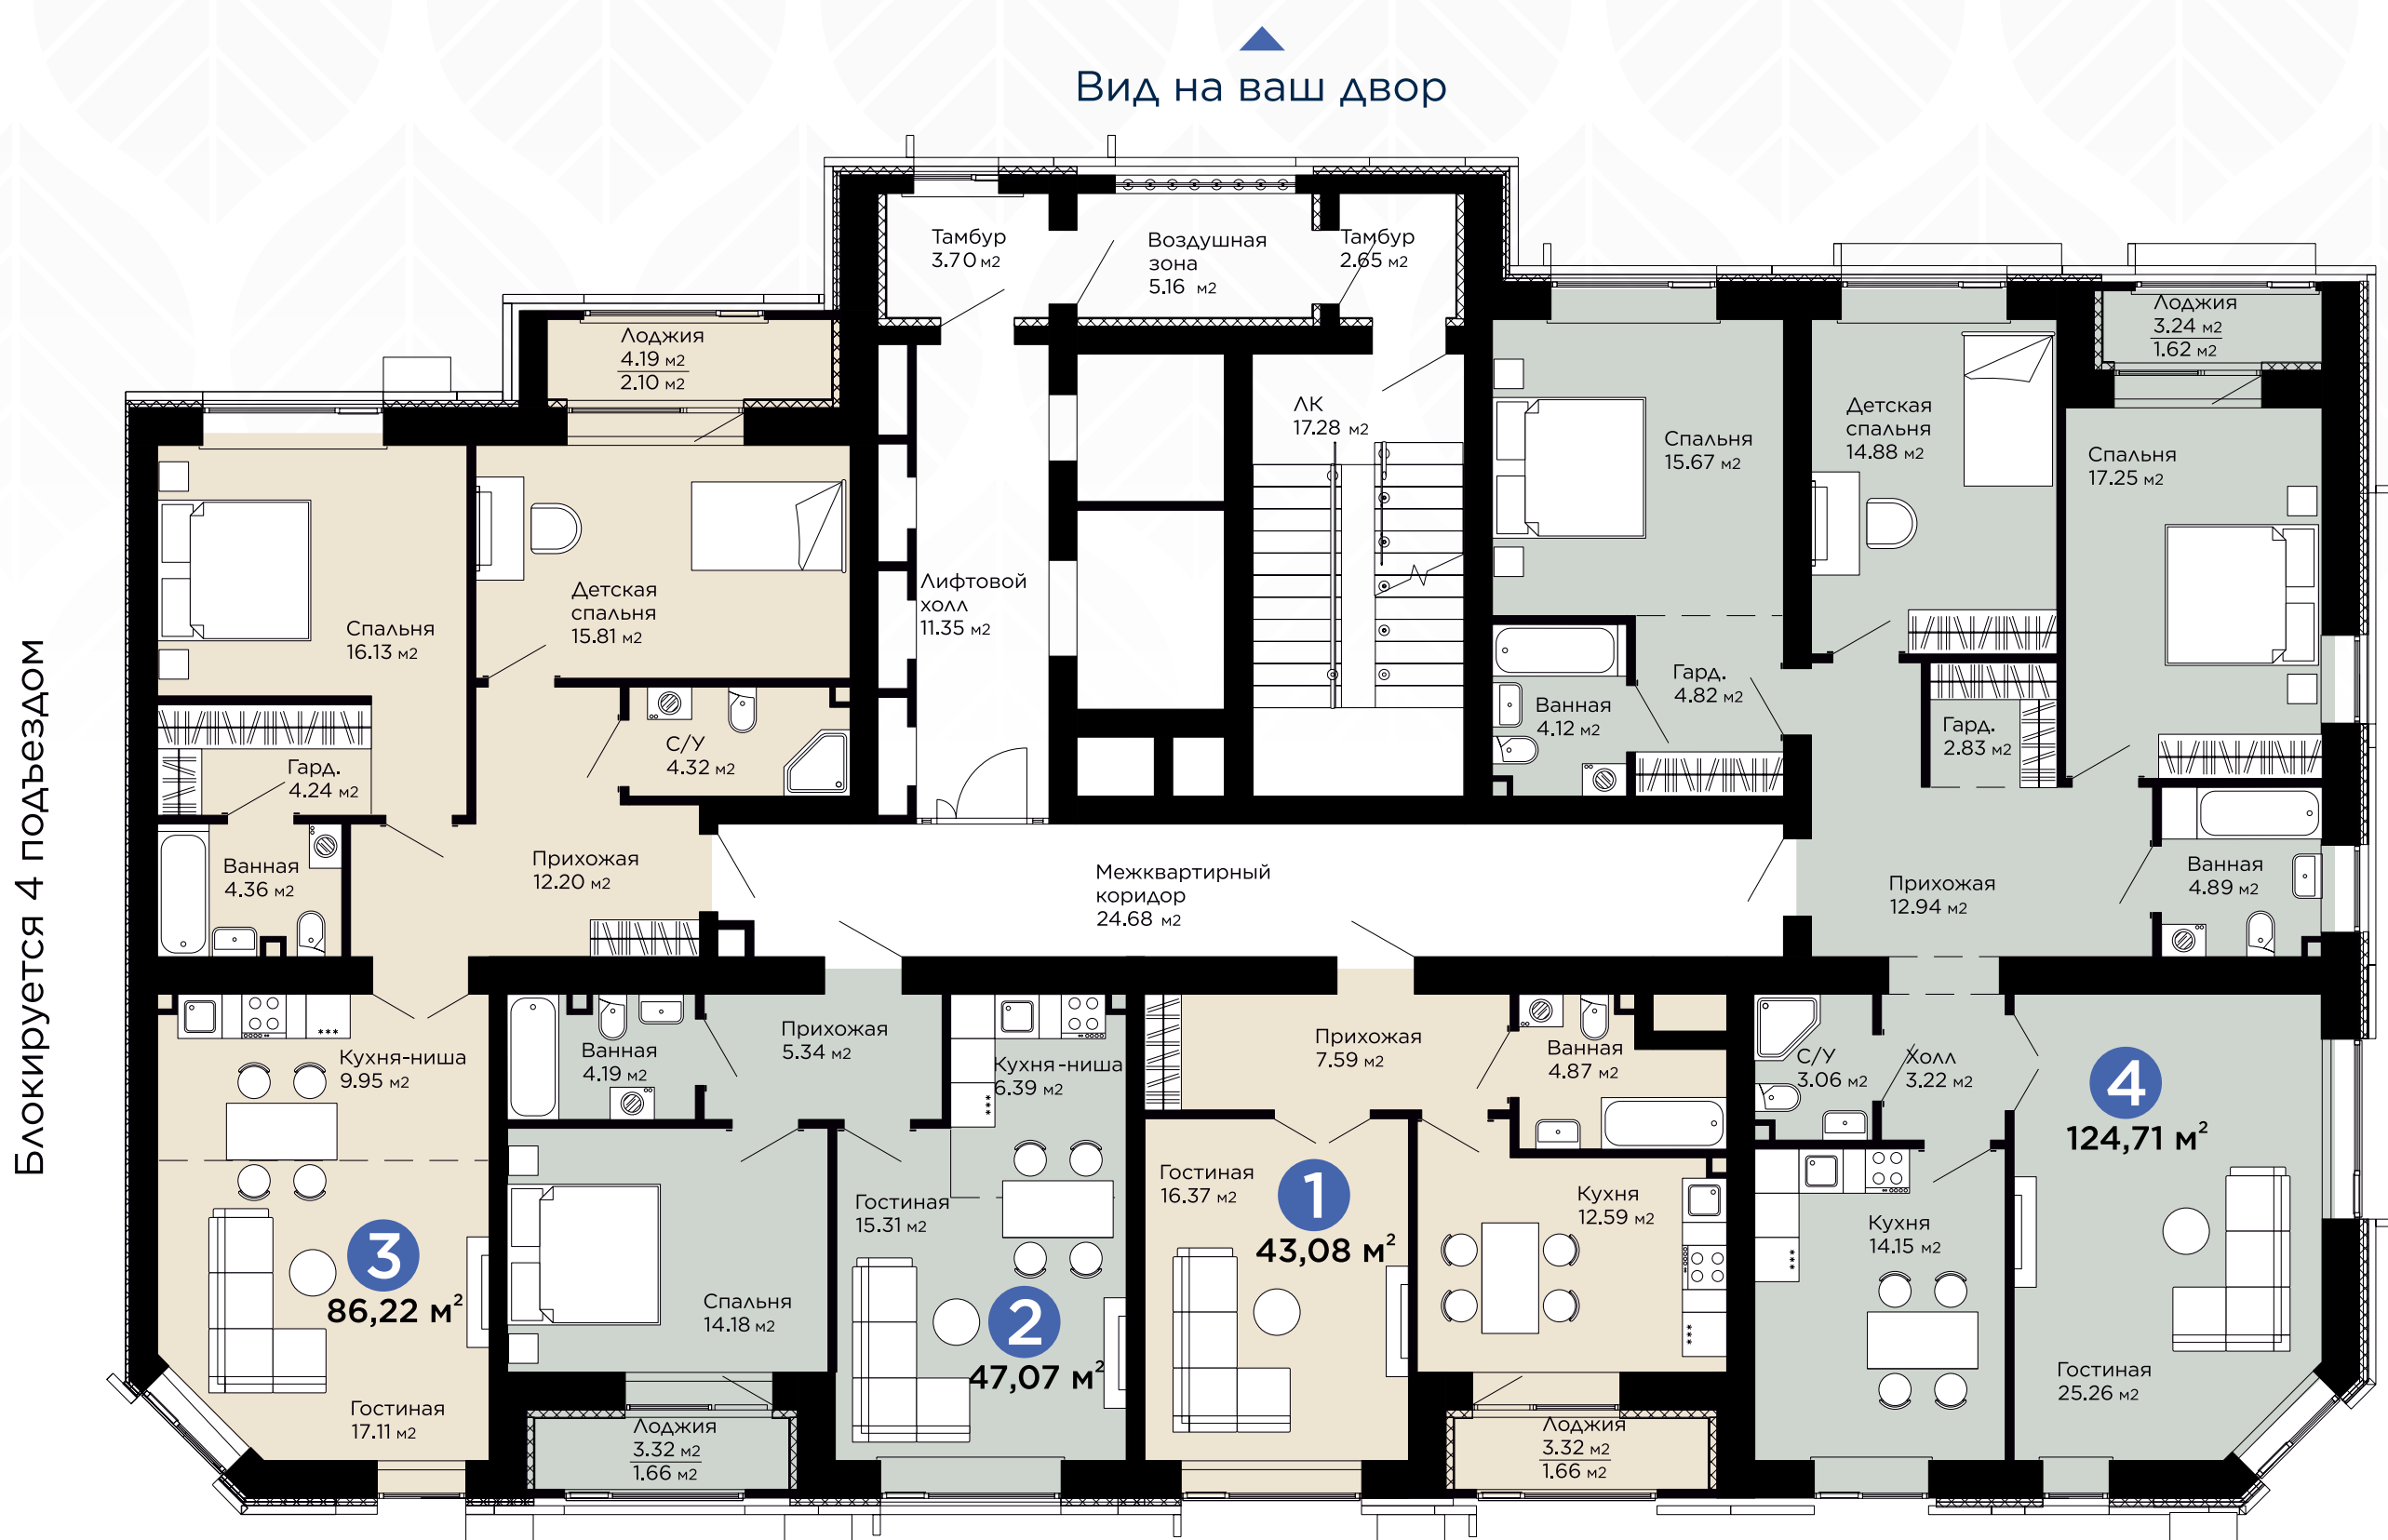 Вид на ваш двор
Блокируется 4 подъездом
Тамбур
3.70 м2
Воздушная
зона
5.16 м2
Тамбур
2.65 м2
Лоджия
4.19 м2
2.10 м2
Лоджия
3.24 м2
1.62 м2
ЛК
17.28 м2
Детская
спальня
14.88 м2
Спальня
15.67 м2
Спальня
17.25 м2
Спальня
16.13 м2
Детская
спальня
15.81 м2
Лифтовой
холл
11.35 м2
Гард.
4.82 м2
Ванная
4.12 м2
Гард.
2.83 м2
С/У
4.32 м2
Гард.
4.24 м2
Ванная
4.36 м2
Прихожая
12.20 м2
Межквартирный
коридор
24.68 м2
Прихожая
12.94 м2
Ванная
4.89 м2
Кухня-ниша
9.95 м2
Ванная
4.19 м2
Прихожая
5.34 м2
Кухня-ниша
6.39 м2
Прихожая
7.59 м2
Ванная
4.87 м2
С/У
3.06 м2
Холл
3.22 м2
4
124,71 м²
Гостиная
15.31 м2
Гостиная
16.37 м2
1
43,08 м²
Кухня
12.59 м2
Кухня
14.15 м2
3
86,22 м²
Спальня
14.18 м2
2
47,07 м²
Гостиная
17.11 м2
Гостиная
25.26 м2
Лоджия
3.32 м2
1.66 м2
Лоджия
3.32 м2
1.66 м2